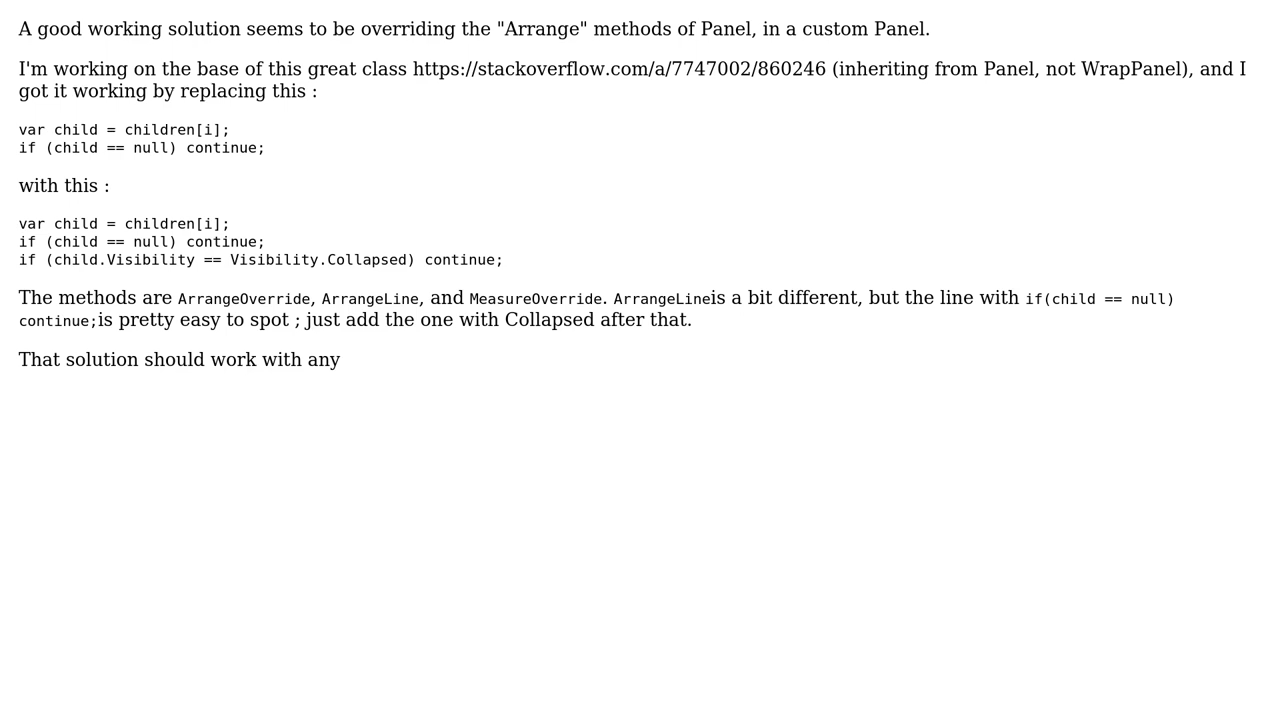 A good working solution seems to be overriding the "Arrange" methods of Panel, in a custom Panel.
I'm working on the base of this great class https://stackoverflow.com/a/7747002/860246 (inheriting from Panel, not WrapPanel), and I
got it working by replacing this :
var child = children[i];
if (child == null) continue;
with this :
var child = children[i];
if (child == null) continue;
if (child.Visibility == Visibility.Collapsed) continue;
The methods are ArrangeOverride, ArrangeLine, and MeasureOverride. ArrangeLineis a bit different, but the line with if(child == null)
continue;is pretty easy to spot ; just add the one with Collapsed after that.
That solution should work with any